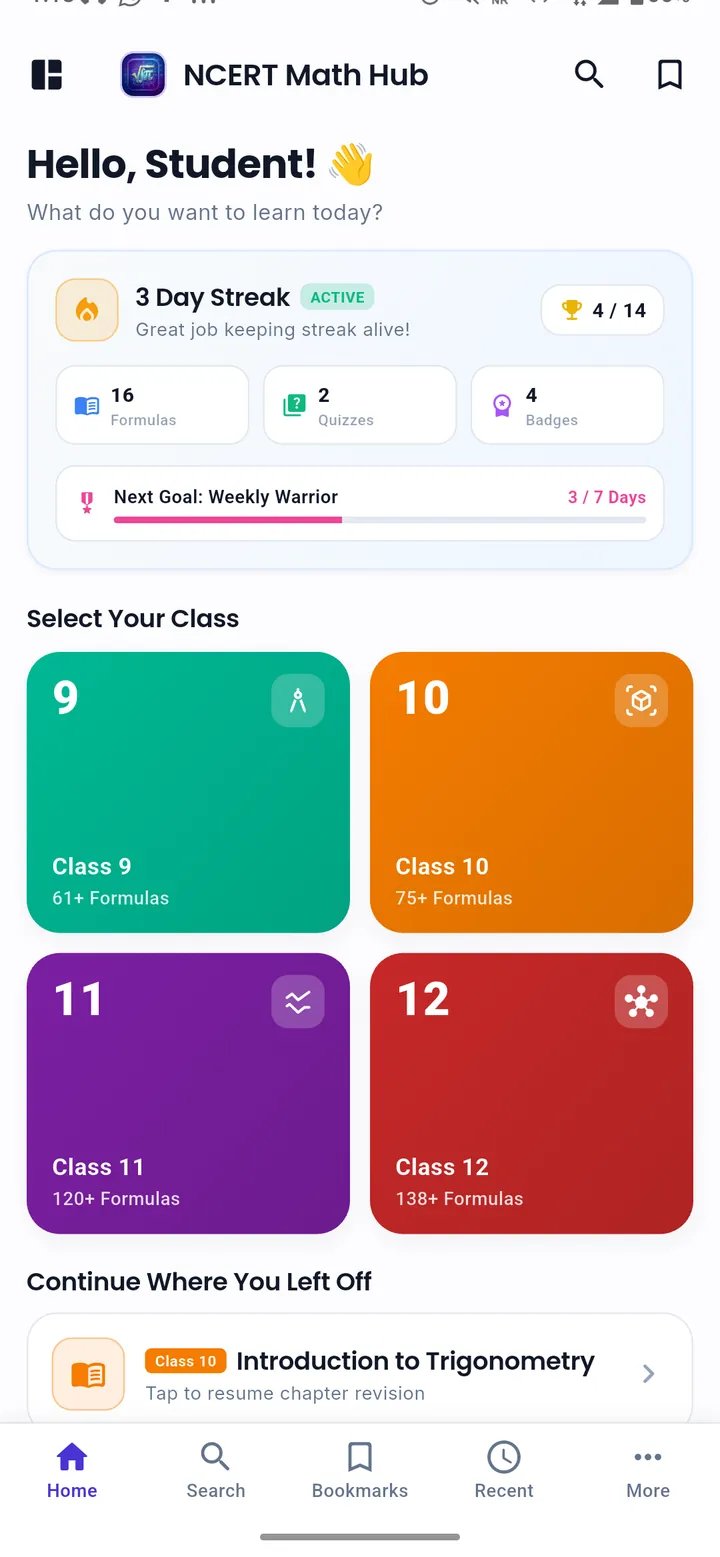 NCERT Math Hub
Hello, Student! 👋
What do you want to learn today?
3 Day Streak ACTIVE
Great job keeping streak alive!
4 / 14
16
Formulas
2
Quizzes
4
Badges
Next Goal: Weekly Warrior
3 / 7 Days
Select Your Class
9
Class 9
61+ Formulas
10
Class 10
75+ Formulas
11
Class 11
120+ Formulas
12
Class 12
138+ Formulas
Continue Where You Left Off
Class 10 Introduction to Trigonometry
Tap to resume chapter revision
Home
Search
Bookmarks
Recent
More